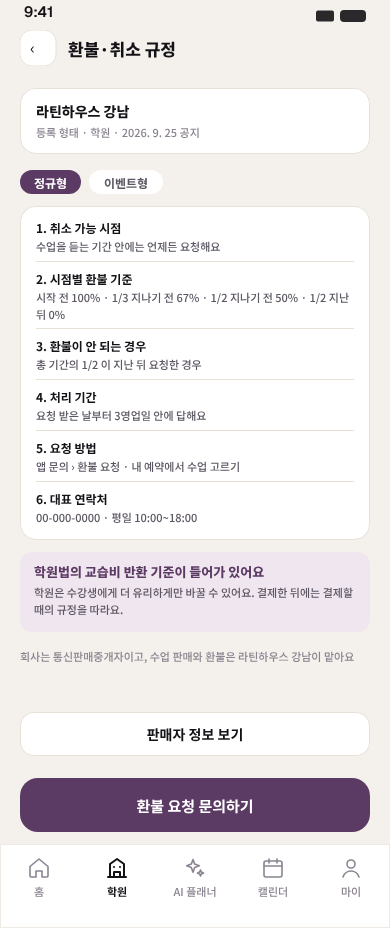 9:41
환불·취소 규정
라틴하우스 강남
등록 형태 · 학원 · 2026. 9. 25 공지
정규형
이벤트형
1. 취소 가능 시점
수업을 듣는 기간 안에는 언제든 요청해요
2. 시점별 환불 기준
시작 전 100% · 1/3 지나기 전 67% · 1/2 지나기 전 50% · 1/2 지난
뒤 0%
3. 환불이 안 되는 경우
총 기간의 1/2 이 지난 뒤 요청한 경우
4. 처리 기간
요청 받은 날부터 3영업일 안에 답해요
5. 요청 방법
앱 문의 › 환불 요청 · 내 예약에서 수업 고르기
6. 대표 연락처
00-000-0000 · 평일 10:00~18:00
학원법의 교습비 반환 기준이 들어가 있어요
학원은 수강생에게 더 유리하게만 바꿀 수 있어요. 결제한 뒤에는 결제할
때의 규정을 따라요.
회사는 통신판매중개자이고, 수업 판매와 환불은 라틴하우스 강남이 맡아요
판매자 정보 보기
환불 요청 문의하기
홈
학원
AI 플래너
캘린더
마이